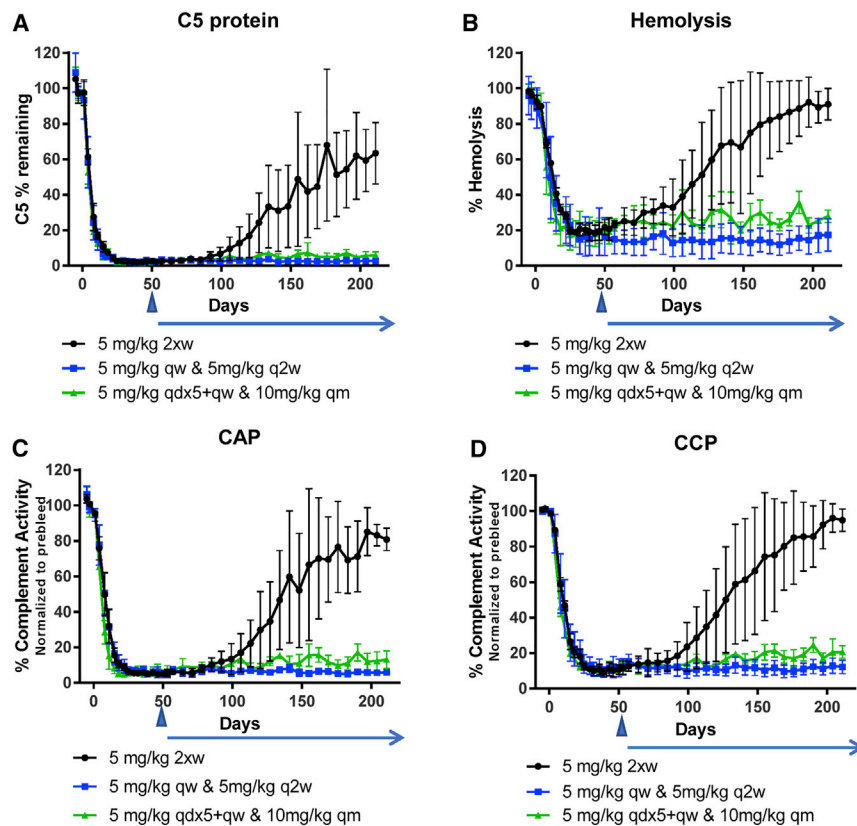 A
C5 protein
C5 % remaining
120
100
80
60
40
20
0
0
50
100
150
200
Days
5 mg/kg 2xw
5 mg/kg qw & 5mg/kg q2w
5 mg/kg qdx5+qw & 10mg/kg qm
B
Hemolysis
% Hemolysis
120
100
80
60
40
20
0
0
50
100
150
200
Days
5 mg/kg 2xw
5 mg/kg qw & 5mg/kg q2w
5 mg/kg qdx5+qw & 10mg/kg qm
C
CAP
% Complement Activity
Normalized to prebleed
120
100
80
60
40
20
0
0
50
100
150
200
Days
5 mg/kg 2xw
5 mg/kg qw & 5mg/kg q2w
5 mg/kg qdx5+qw & 10mg/kg qm
D
CCP
% Complement Activity
Normalized to prebleed
120
100
80
60
40
20
0
0
50
100
150
200
Days
5 mg/kg 2xw
5 mg/kg qw & 5mg/kg q2w
5 mg/kg qdx5+qw & 10mg/kg qm